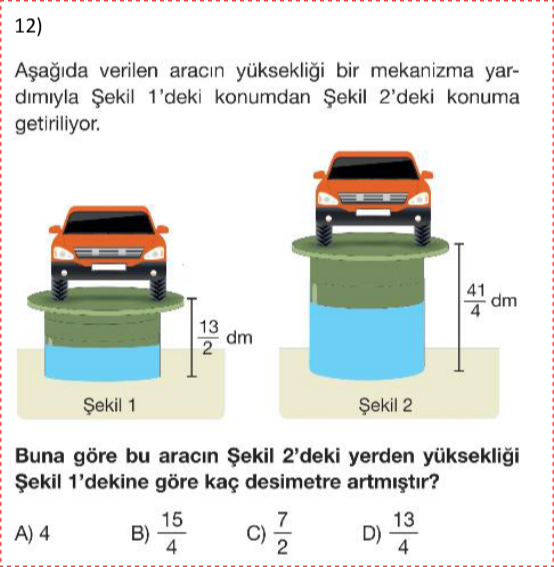 12)
Aşağıda verilen aracın yüksekliği bir mekanizma yar-
dımıyla Şekil 1'deki konumdan Şekil 2'deki konuma
getiriliyor.
13/2 dm
41/4 dm
Şekil 1
Şekil 2
Buna göre bu aracın Şekil 2'deki yerden yüksekliği
Şekil 1'dekine göre kaç desimetre artmıştır?
A) 4 B) 15/4 C) 7/2 D) 13/4